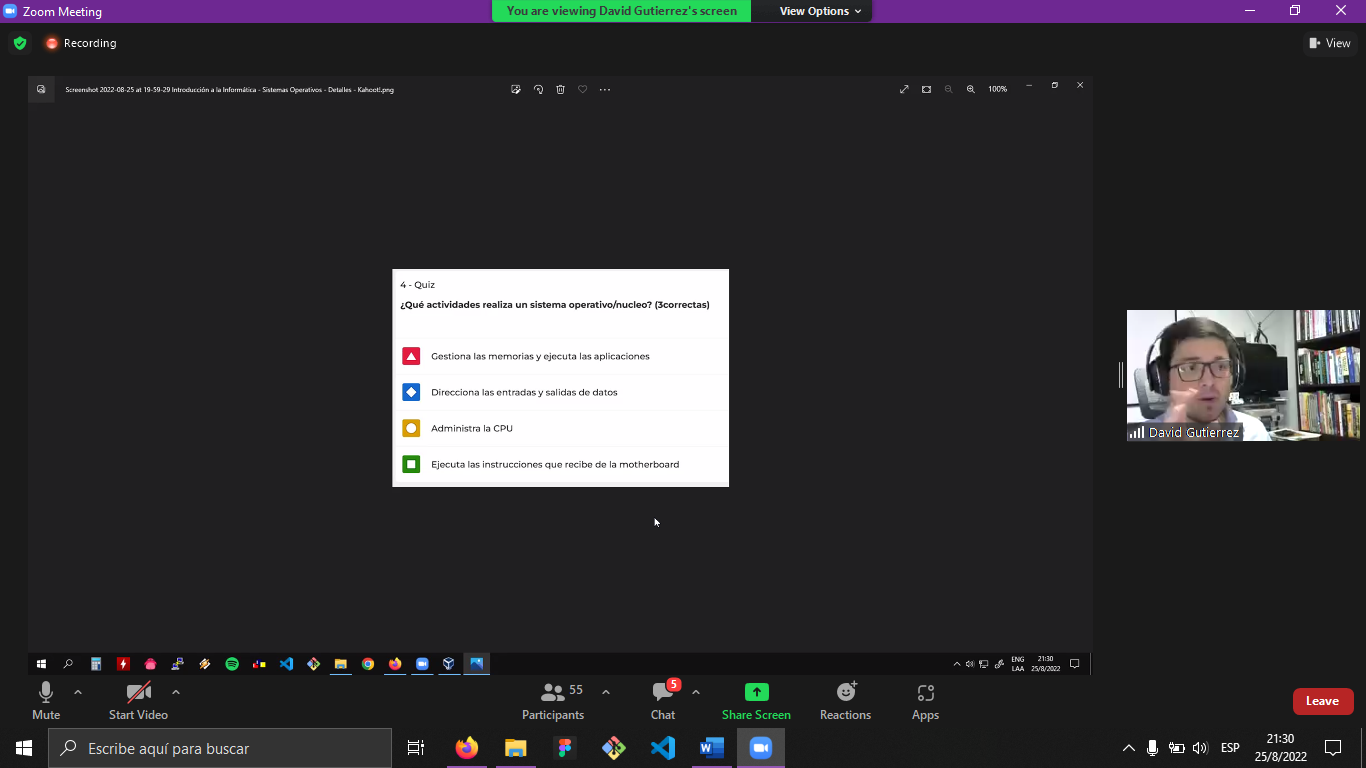 Zoom Meeting
You are viewing David Gutierrez's screen
View Options
Recording
View
Screenshot 2022-08-25 at 19-59-29 Introducción a la Informática - Sistemas Operativos - Detalles - Kahoot!.png
100%
4 - Quiz
¿Qué actividades realiza un sistema operativo/nucleo? (3correctas)
Gestiona las memorias y ejecuta las aplicaciones
Direcciona las entradas y salidas de datos
Administra la CPU
Ejecuta las instrucciones que recibe de la motherboard
David Gutierrez
ENG
LAA
21:30
25/8/2022
Mute
Start Video
55
Participants
5
Chat
Share Screen
Reactions
Apps
Leave
Escribe aquí para buscar
ESP
21:30
25/8/2022